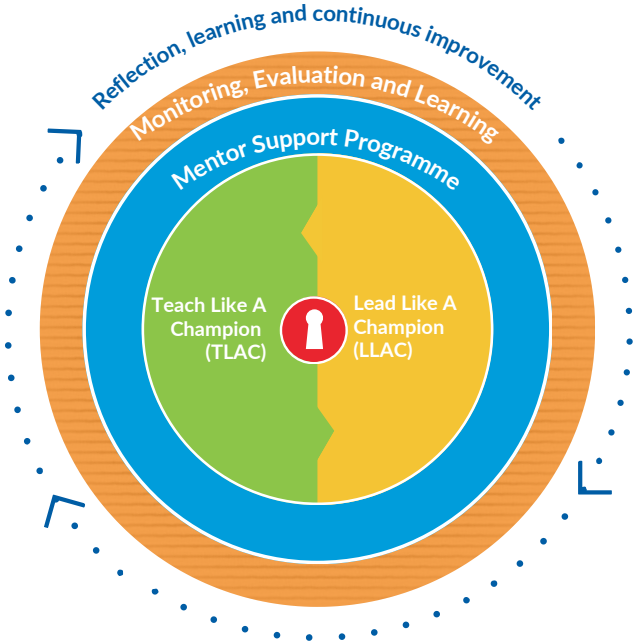 Reflection, learning and continuous improvement
Monitoring, Evaluation and Learning
Mentor Support Programme
Teach Like A
Champion
(TLAC)
Lead Like A
Champion
(LLAC)